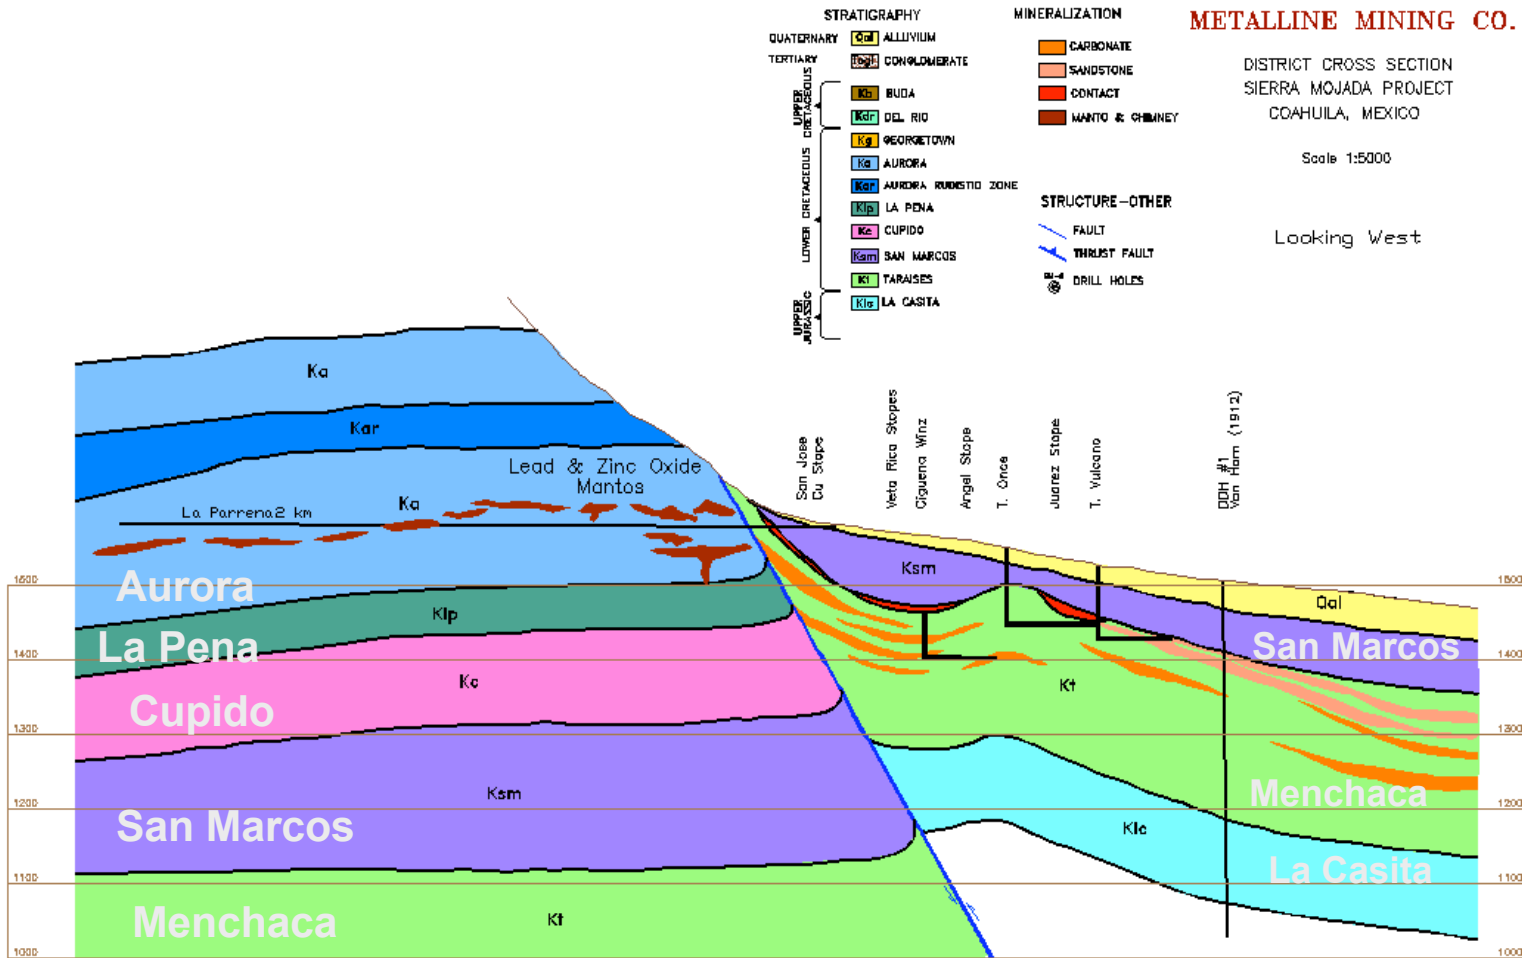 STRATIGRAPHY
QUATERNARY Qal ALLUVIUM
TERTIARY CONGLOMERATE
UPPER CRETACEOUS
Kb BUDA
Kdr DEL RIO
LOWER CRETACEOUS
Kg GEORGETOWN
Ka AURORA
Kar AURORA RUDISTID ZONE
Klp LA PENA
Kc CUPIDO
Ksm SAN MARCOS
Kt TARAISES
UPPER JURASSIC
Klc LA CASITA
MINERALIZATION
CARBONATE
SANDSTONE
CONTACT
MANTO & CHIMNEY
STRUCTURE-OTHER
FAULT
THRUST FAULT
DRILL HOLES
METALLINE MINING CO.
DISTRICT CROSS SECTION
SIERRA MOJADA PROJECT
COAHUILA, MEXICO
Scale 1:5000
Looking West
Ka
Kar
Lead & Zinc Oxide
Mantos
Ka
La Parrena 2 km
San Jose
Cu Stope
Veta Rica Stopes
Ciguena Winz
Angel Stope
T. Once
Juarez Stope
T. Vulcano
DDH #1
Van Horn (1912)
Ksm
Qal
1500 1500
Aurora
Klp
La Pena
San Marcos
1400 1400
Kc
Kt
Cupido
1300 1300
Ksm
Menchaca
1200 1200
San Marcos
Klc
La Casita
1100 1100
Menchaca
Kt
1000 1000